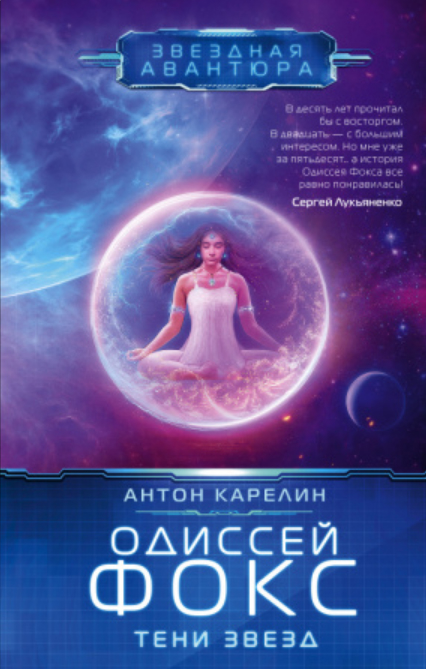 ЗВЕЗДНАЯ
АВАНТЮРА
В десять лет прочитал
бы с восторгом.
В двадцать — с большим
интересом. Но мне уже
за пятьдесят.. а история
Одиссея Фокса все
равно понравилась!
Сергей Лукьяненко
АНТОН КАРЕЛИН
ОДИССЕЙ
ФОКС
ТЕНИ ЗВЕЗД